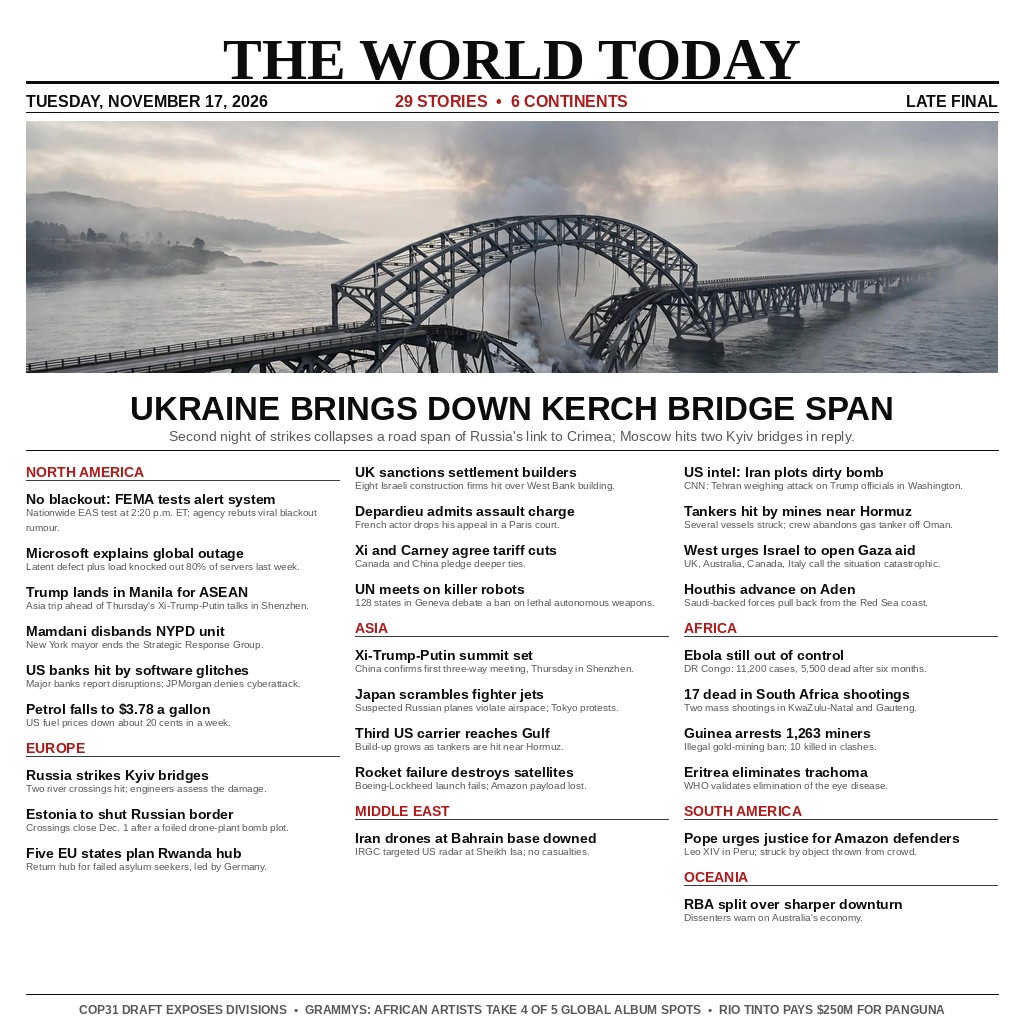 THE WORLD TODAY
TUESDAY, NOVEMBER 17, 2026
29 STORIES • 6 CONTINENTS
LATE FINAL
UKRAINE BRINGS DOWN KERCH BRIDGE SPAN
Second night of strikes collapses a road span of Russia's link to Crimea; Moscow hits two Kyiv bridges in reply.
NORTH AMERICA
No blackout: FEMA tests alert system
Nationwide EAS test at 2:20 p.m. ET; agency rebuts viral blackout
rumour.
Microsoft explains global outage
Latent defect plus load knocked out 80% of servers last week.
Trump lands in Manila for ASEAN
Asia trip ahead of Thursday's Xi-Trump-Putin talks in Shenzhen.
Mamdani disbands NYPD unit
New York mayor ends the Strategic Response Group.
US banks hit by software glitches
Major banks report disruptions; JPMorgan denies cyberattack.
Petrol falls to $3.78 a gallon
US fuel prices down about 20 cents in a week.
EUROPE
Russia strikes Kyiv bridges
Two river crossings hit; engineers assess the damage.
Estonia to shut Russian border
Crossings close Dec. 1 after a foiled drone-plant bomb plot.
Five EU states plan Rwanda hub
Return hub for failed asylum seekers, led by Germany.
UK sanctions settlement builders
Eight Israeli construction firms hit over West Bank building.
Depardieu admits assault charge
French actor drops his appeal in a Paris court.
Xi and Carney agree tariff cuts
Canada and China pledge deeper ties.
UN meets on killer robots
128 states in Geneva debate a ban on lethal autonomous weapons.
ASIA
Xi-Trump-Putin summit set
China confirms first three-way meeting, Thursday in Shenzhen.
Japan scrambles fighter jets
Suspected Russian planes violate airspace; Tokyo protests.
Third US carrier reaches Gulf
Build-up grows as tankers are hit near Hormuz.
Rocket failure destroys satellites
Boeing-Lockheed launch fails; Amazon payload lost.
MIDDLE EAST
Iran drones at Bahrain base downed
IRGC targeted US radar at Sheikh Isa; no casualties.
US intel: Iran plots dirty bomb
CNN: Tehran weighing attack on Trump officials in Washington.
Tankers hit by mines near Hormuz
Several vessels struck; crew abandons gas tanker off Oman.
West urges Israel to open Gaza aid
UK, Australia, Canada, Italy call the situation catastrophic.
Houthis advance on Aden
Saudi-backed forces pull back from the Red Sea coast.
AFRICA
Ebola still out of control
DR Congo: 11,200 cases, 5,500 dead after six months.
17 dead in South Africa shootings
Two mass shootings in KwaZulu-Natal and Gauteng.
Guinea arrests 1,263 miners
Illegal gold-mining ban; 10 killed in clashes.
Eritrea eliminates trachoma
WHO validates elimination of the eye disease.
SOUTH AMERICA
Pope urges justice for Amazon defenders
Leo XIV in Peru; struck by object thrown from crowd.
OCEANIA
RBA split over sharper downturn
Dissenters warn on Australia's economy.
COP31 DRAFT EXPOSES DIVISIONS • GRAMMYS: AFRICAN ARTISTS TAKE 4 OF 5 GLOBAL ALBUM SPOTS • RIO TINTO PAYS $250M FOR PANGUNA